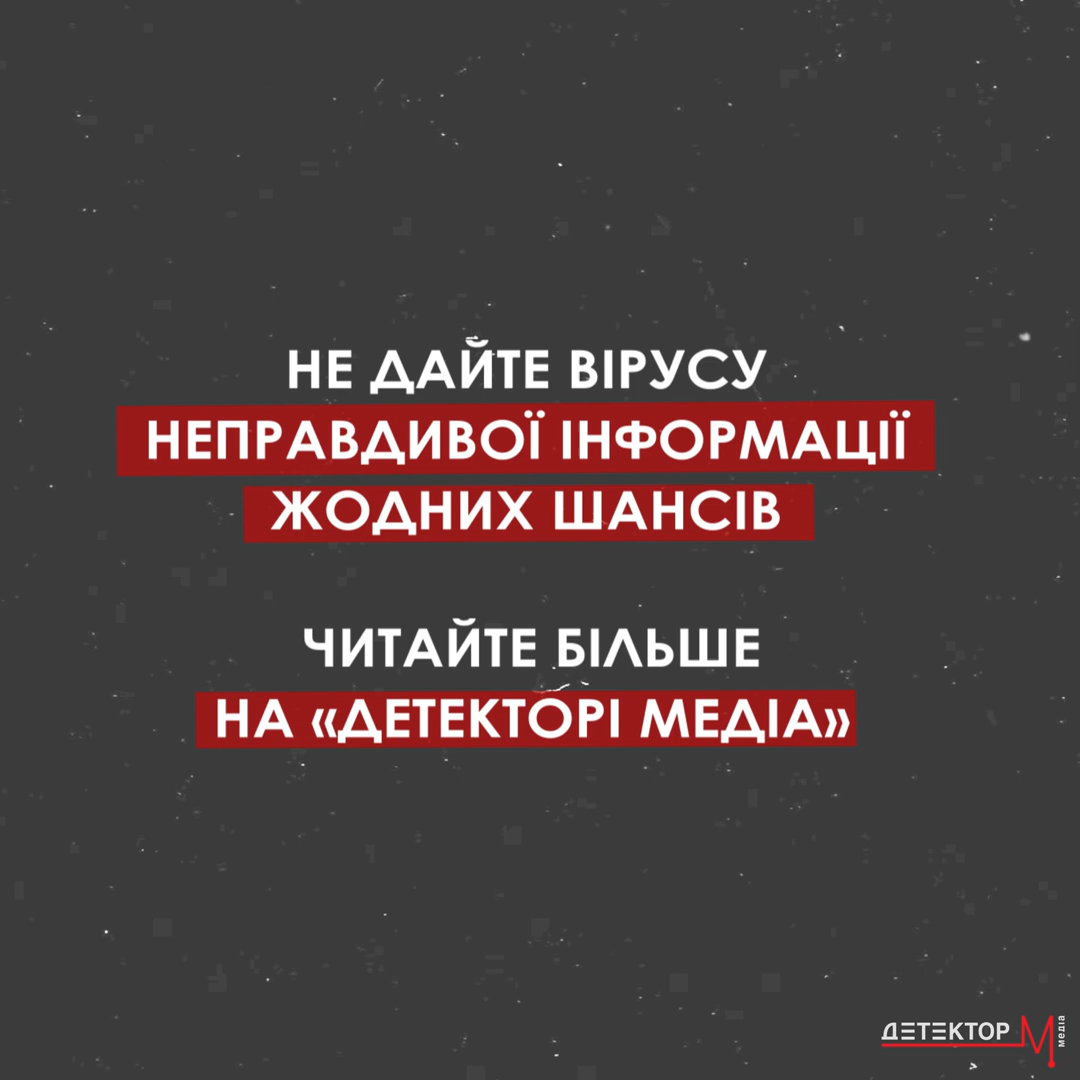 НЕ ДАЙТЕ ВІРУСУ
НЕПРАВДИВОЇ ІНФОРМАЦІЇ
ЖОДНИХ ШАНСІВ
ЧИТАЙТЕ БІЛЬШЕ
НА «ДЕТЕКТОРІ МЕДІА»
ДЕТЕКТОР М медіа